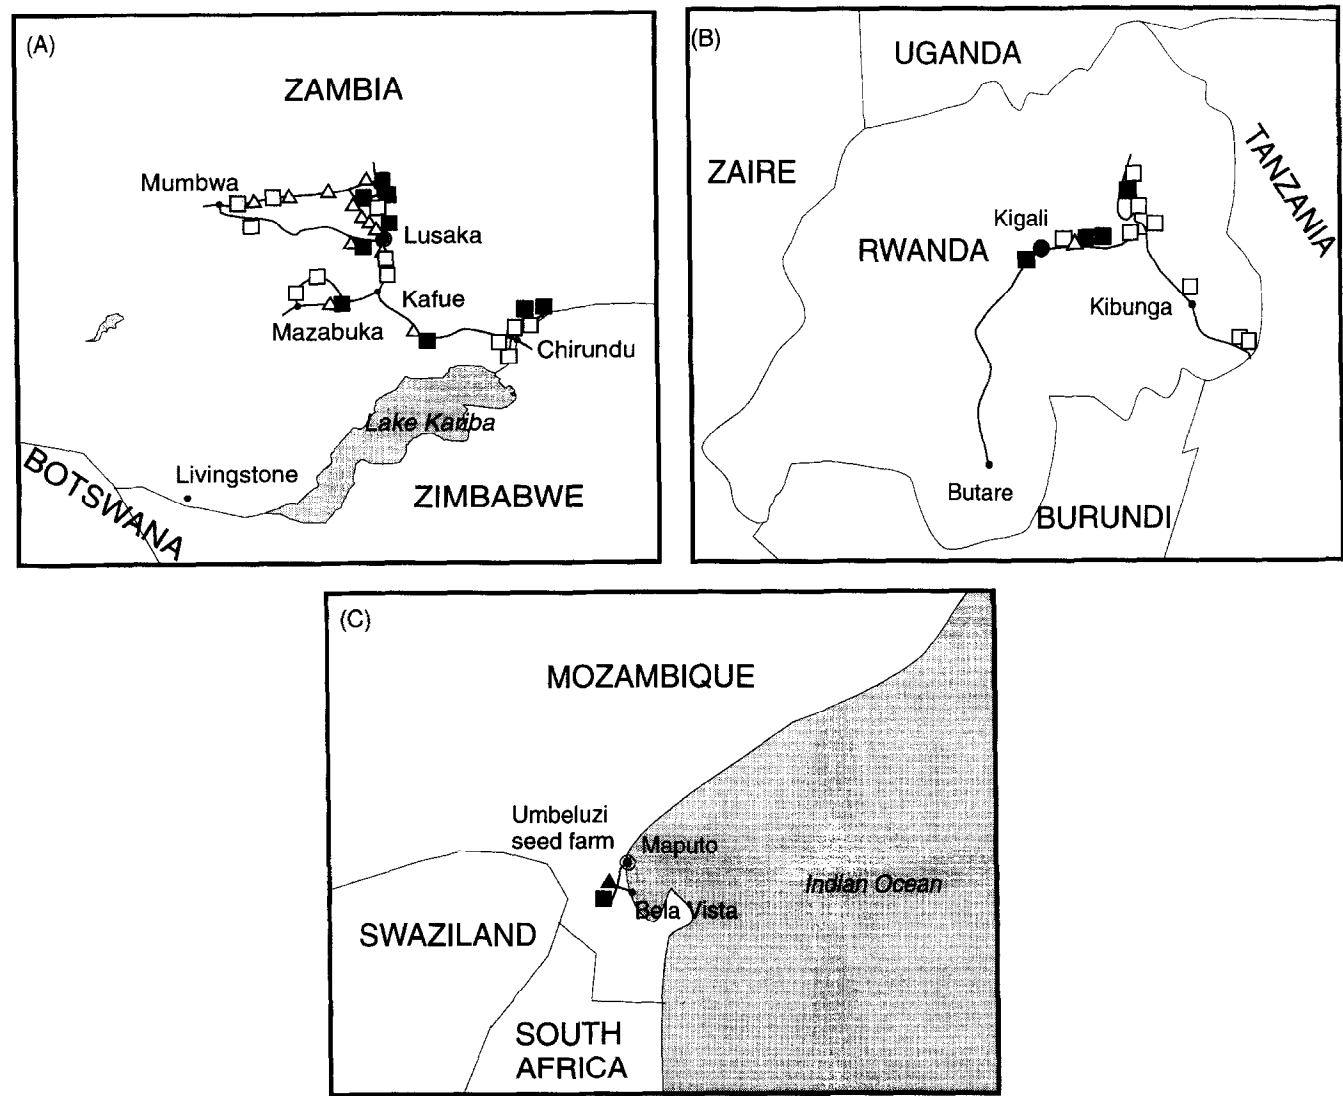 (A)
ZAMBIA
Mumbwa
Lusaka
Kafue
Mazabuka
Chirundu
Lake Kariba
Livingstone
BOTSWANA
ZIMBABWE
(B)
UGANDA
ZAIRE
TANZANIA
Kigali
RWANDA
Kibunga
Butare
BURUNDI
(C)
MOZAMBIQUE
Umbeluzi
seed farm
Maputo
Indian Ocean
Bela Vista
SWAZILAND
SOUTH
AFRICA